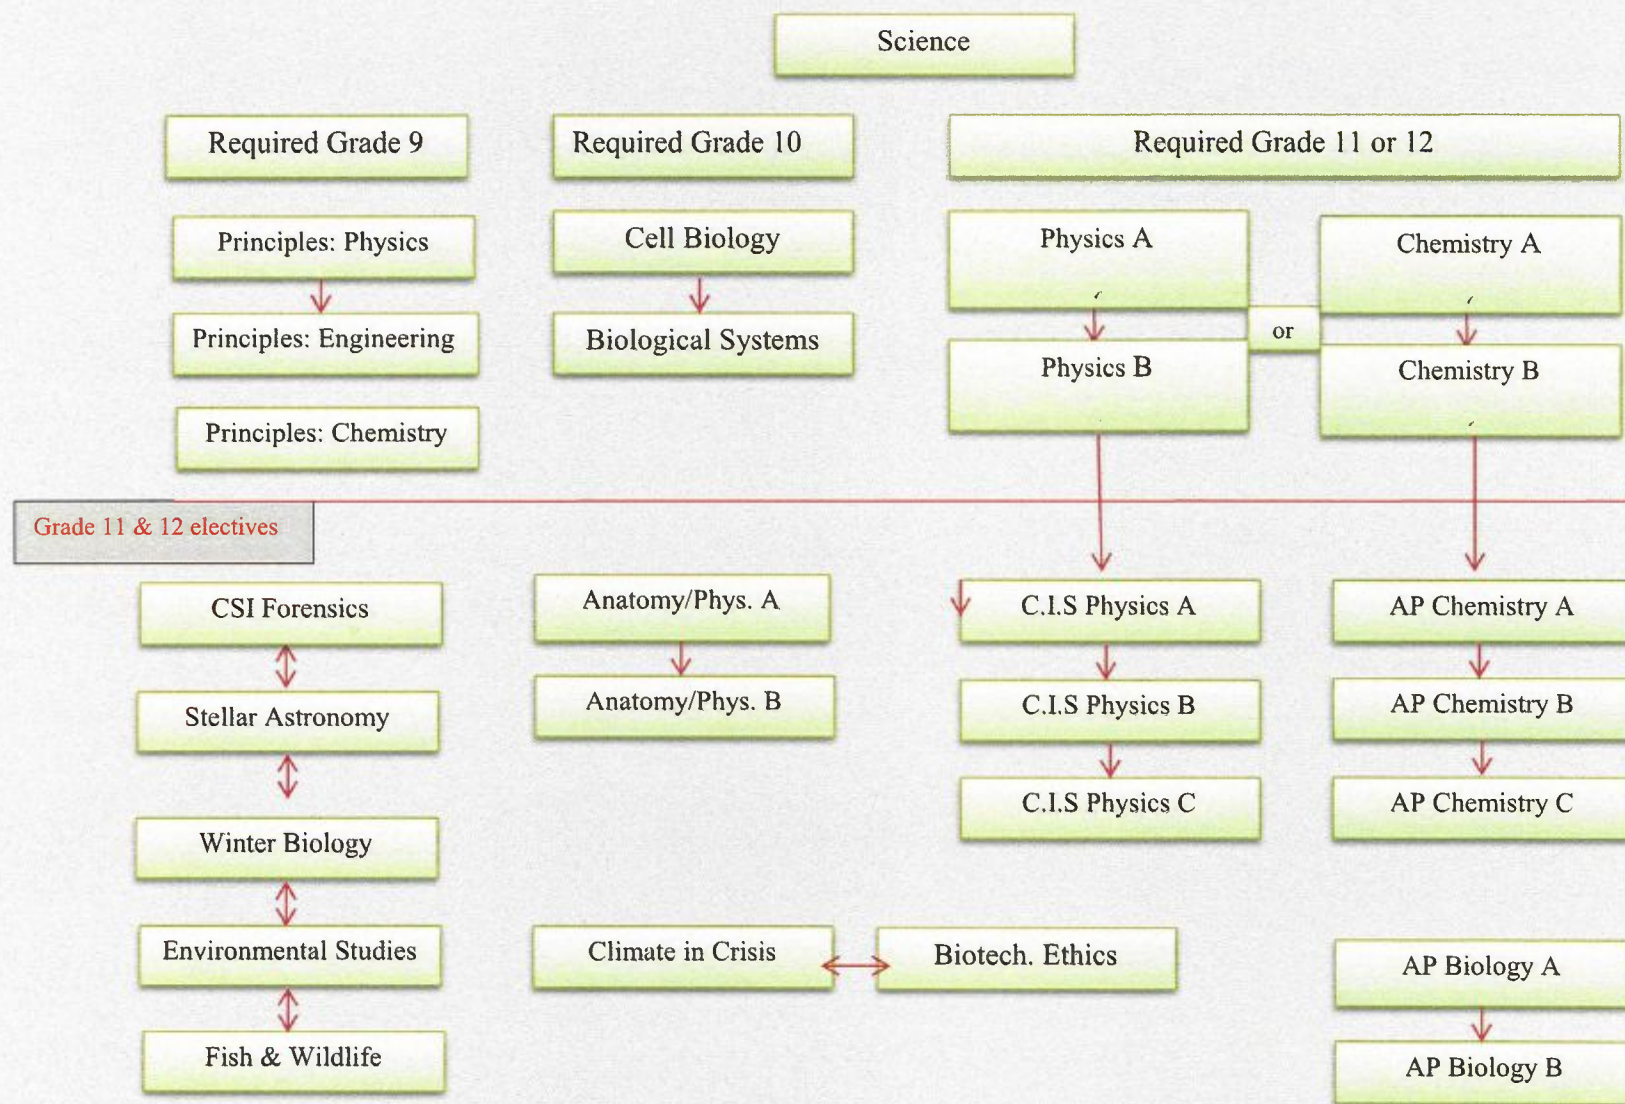 Science
Required Grade 9
Required Grade 10
Required Grade 11 or 12
Principles: Physics
Cell Biology
Physics A
Chemistry A
Principles: Engineering
Biological Systems
or
Physics B
Chemistry B
Principles: Chemistry
Grade 11 & 12 electives
CSI Forensics
Anatomy/Phys. A
C.I.S Physics A
AP Chemistry A
Stellar Astronomy
Anatomy/Phys. B
C.I.S Physics B
AP Chemistry B
C.I.S Physics C
AP Chemistry C
Winter Biology
Environmental Studies
Climate in Crisis
Biotech. Ethics
AP Biology A
Fish & Wildlife
AP Biology B